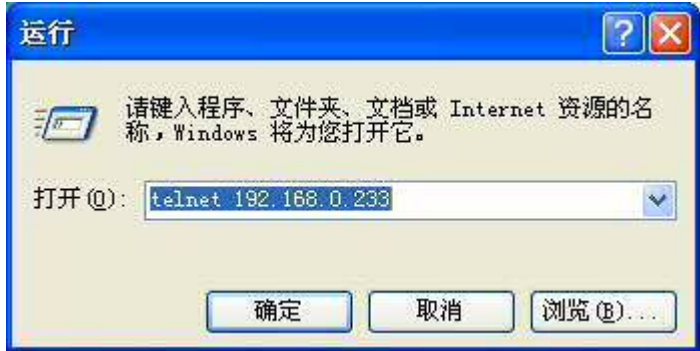 运行
请键入程序、文件夹、文档或 Internet 资源的名
称，Windows 将为您打开它。
打开(O): telnet 192.168.0.233
确定 取消 浏览(B)...